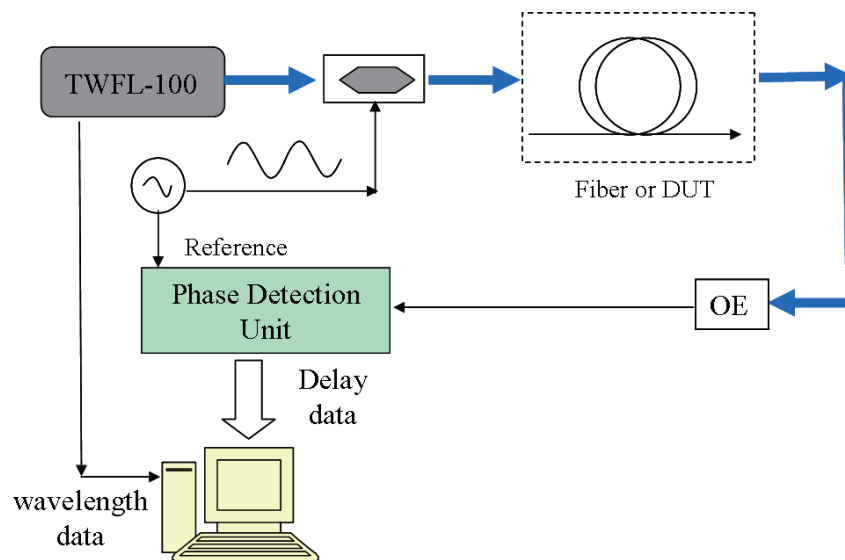 TWFL-100
Fiber or DUT
Reference
Phase Detection
Unit
OE
Delay
data
wavelength
data